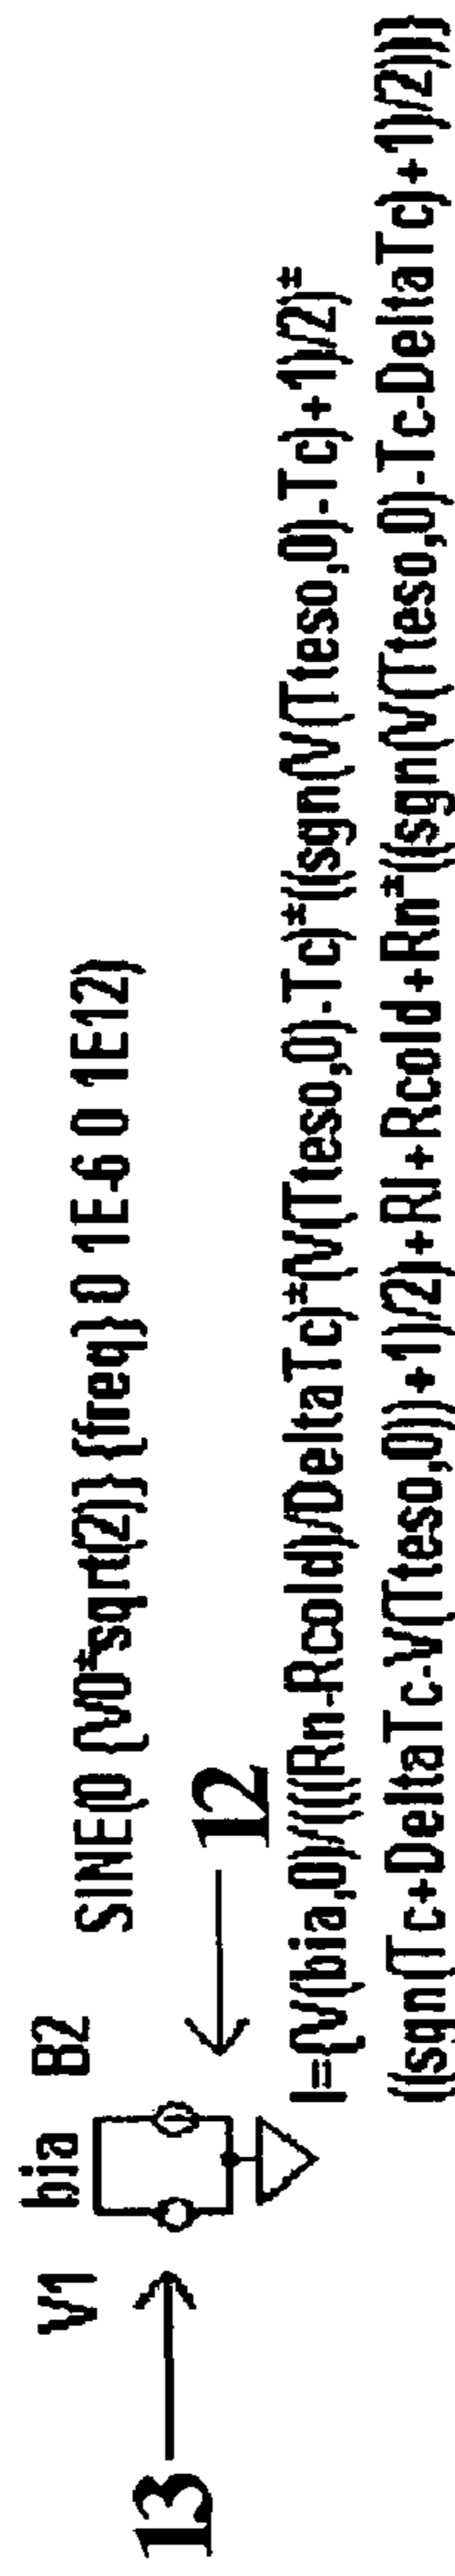 V1 bia B2
SINE(0 {V0*sqrt(2)} {freq} 0 1E-6 0 1E12)
13
12
I={V(bia,0)/((((Rn-Rcold)/DeltaTc)*(V(Tteso,0)-Tc)*((sgn(V(Tteso,0)-Tc)+1)/2)*
((sgn(Tc+DeltaTc-V(Tteso,0))+1)/2)+Rl+Rcold+Rn*((sgn(V(Tteso,0)-Tc-DeltaTc)+1)/2))}